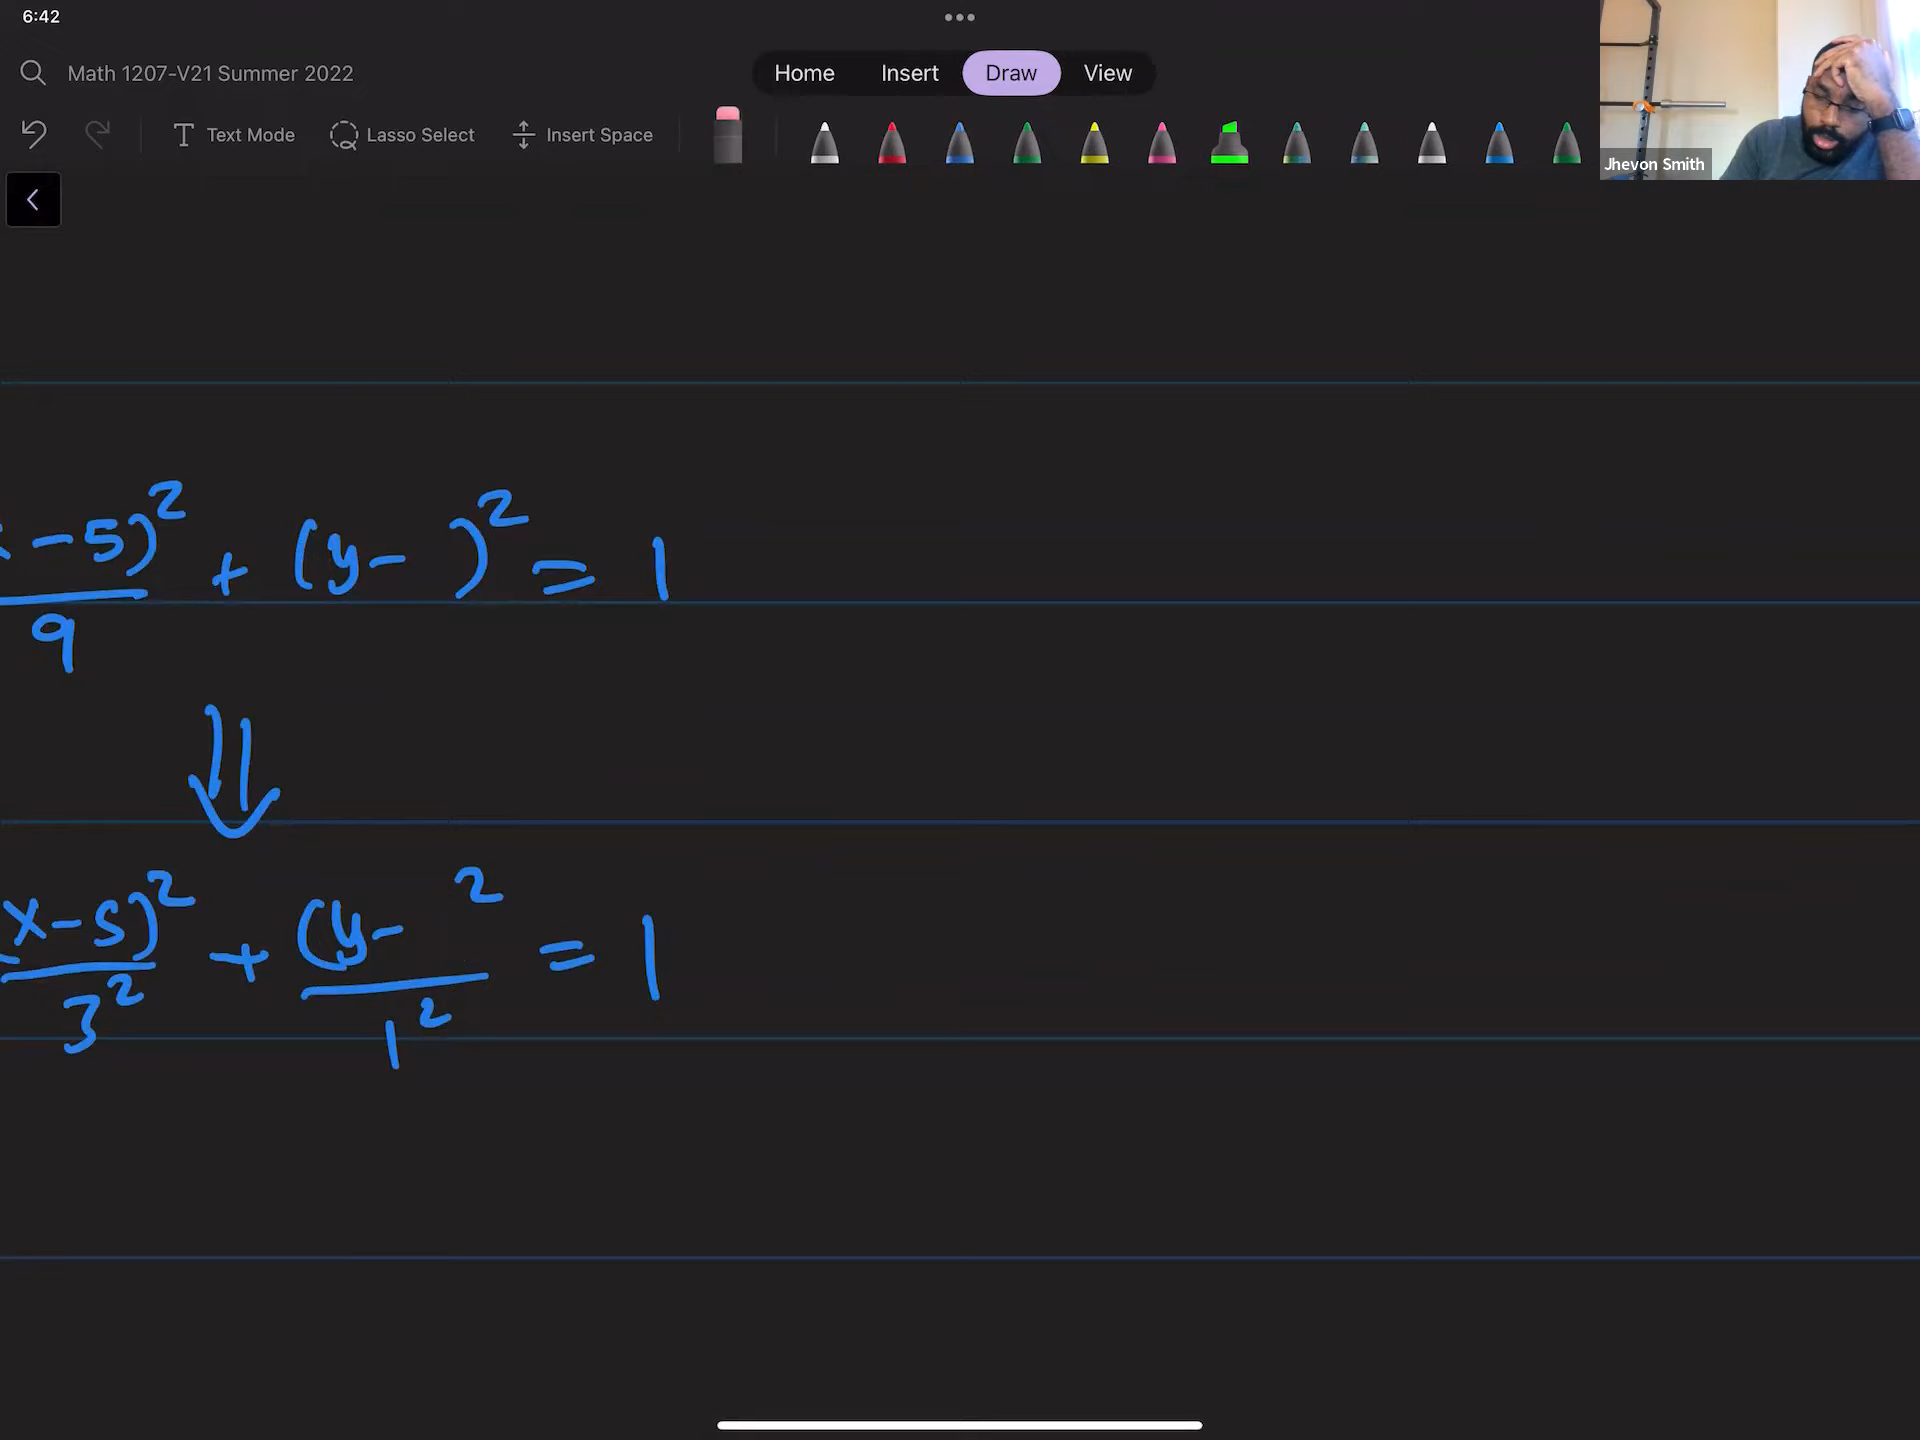 6:42
Math 1207-V21 Summer 2022
Home Insert Draw View
Text Mode Lasso Select Insert Space
Jhevon Smith
x-5)² + (y- )² = 1
9
x-5)² + (y- ² = 1
3² 1²